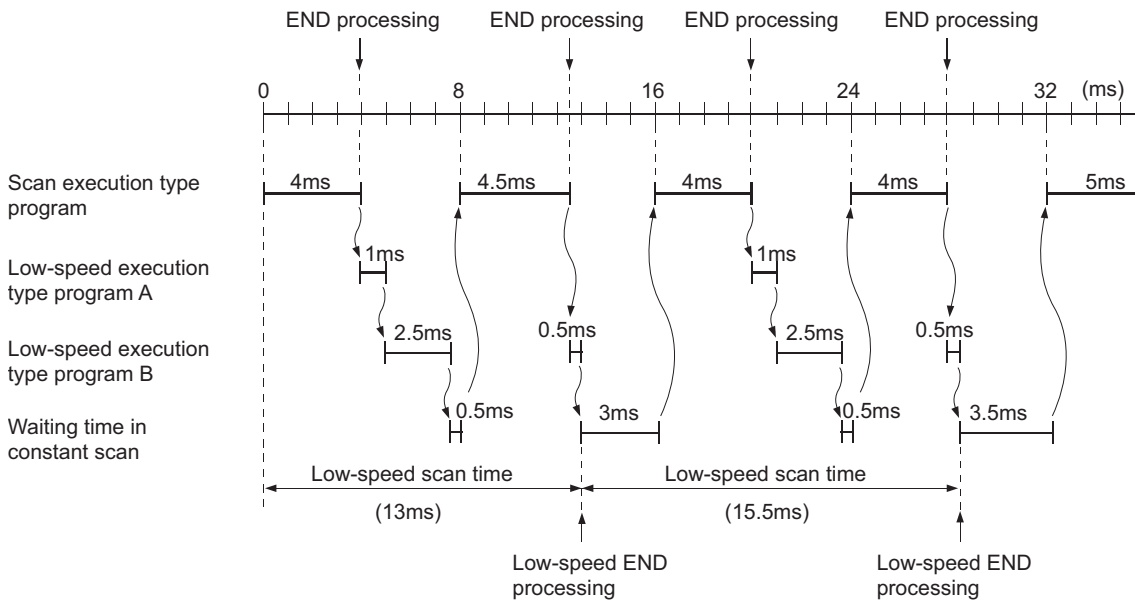 END processing END processing END processing END processing
0 8 16 24 32 (ms)
Scan execution type
program
4ms 4.5ms 4ms 4ms 5ms
Low-speed execution
type program A
1ms 1ms
Low-speed execution
type program B
2.5ms 0.5ms 2.5ms 0.5ms
Waiting time in
constant scan
0.5ms 3ms 0.5ms 3.5ms
Low-speed scan time Low-speed scan time
(13ms) (15.5ms)
Low-speed END
processing
Low-speed END
processing